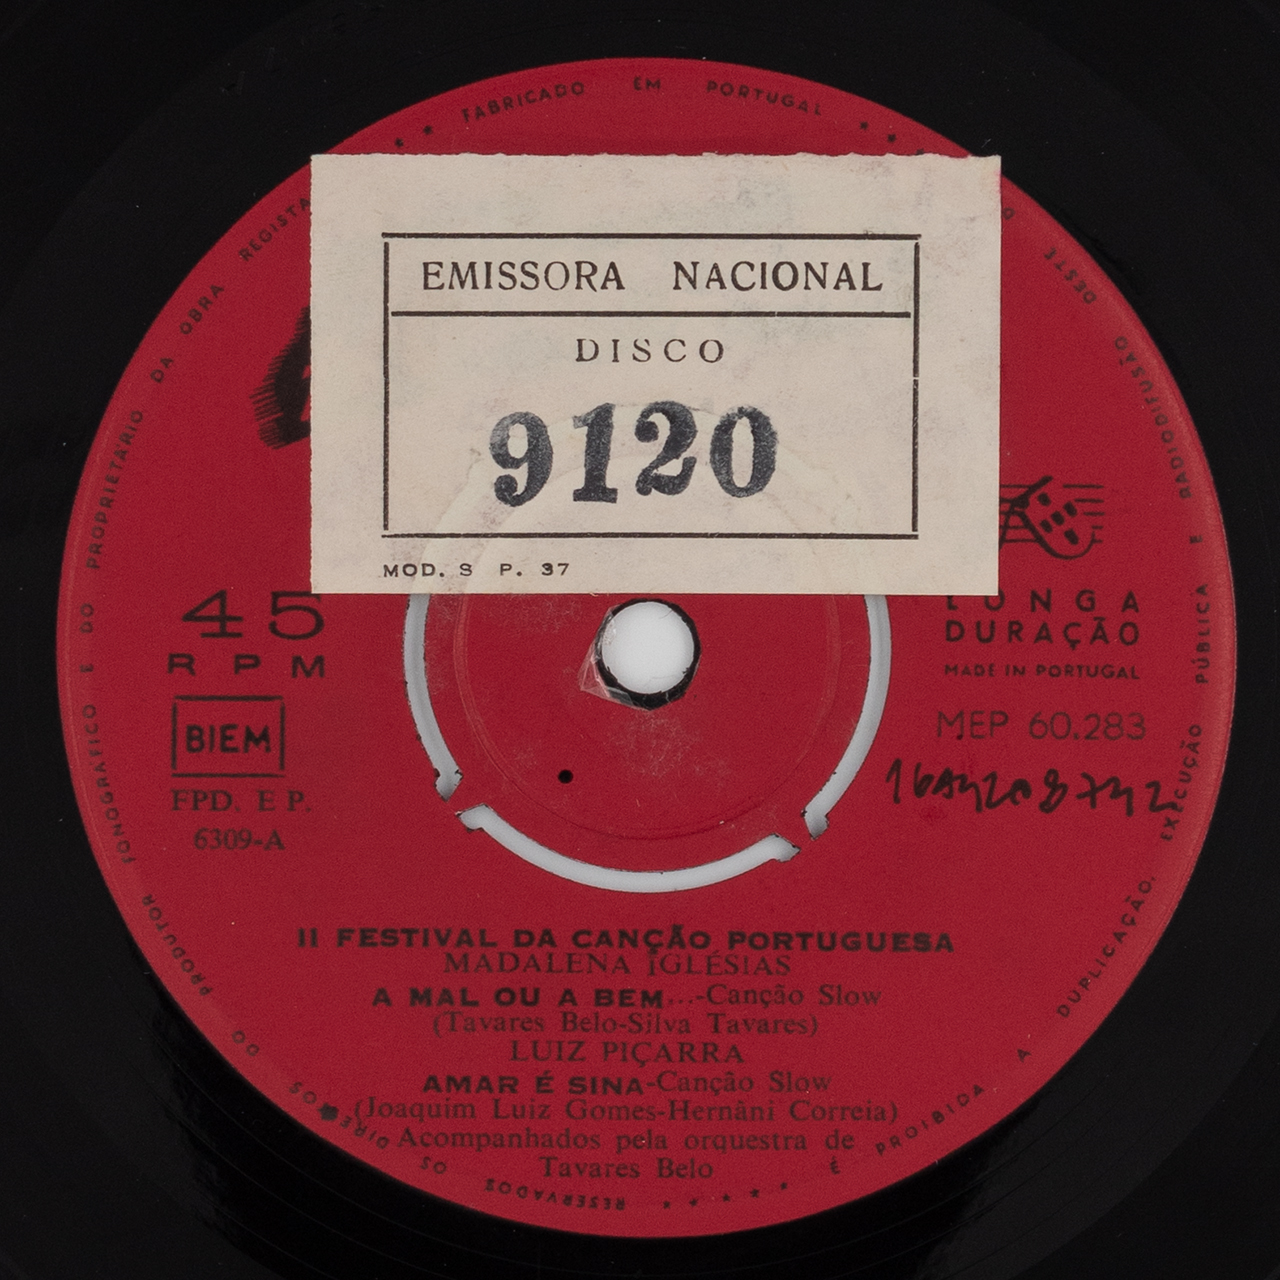 FABRICADO EM PORTUGAL
EMISSORA NACIONAL
DISCO
9120
MOD. S P. 37
45
RPM
BIEM
FPD. E P.
6309-A
LONGA
DURAÇÃO
MADE IN PORTUGAL
MEP 60.283
II FESTIVAL DA CANÇÃO PORTUGUESA
MADALENA IGLÉSIAS
A MAL OU A BEM...-Canção Slow
(Tavares Belo-Silva Tavares)
LUIZ PIÇARRA
AMAR É SINA-Canção Slow
(Joaquim Luiz Gomes-Hernâni Correia)
Acompanhados pela orquestra de
Tavares Belo
RESERVADOS OS DIREITOS DO PRODUTOR FONOGRÁFICO E DO PROPRIETÁRIO DA OBRA REGISTA
É PROIBIDA A DUPLICAÇÃO, EXECUÇÃO PÚBLICA E RADIODIFUSÃO DESTE